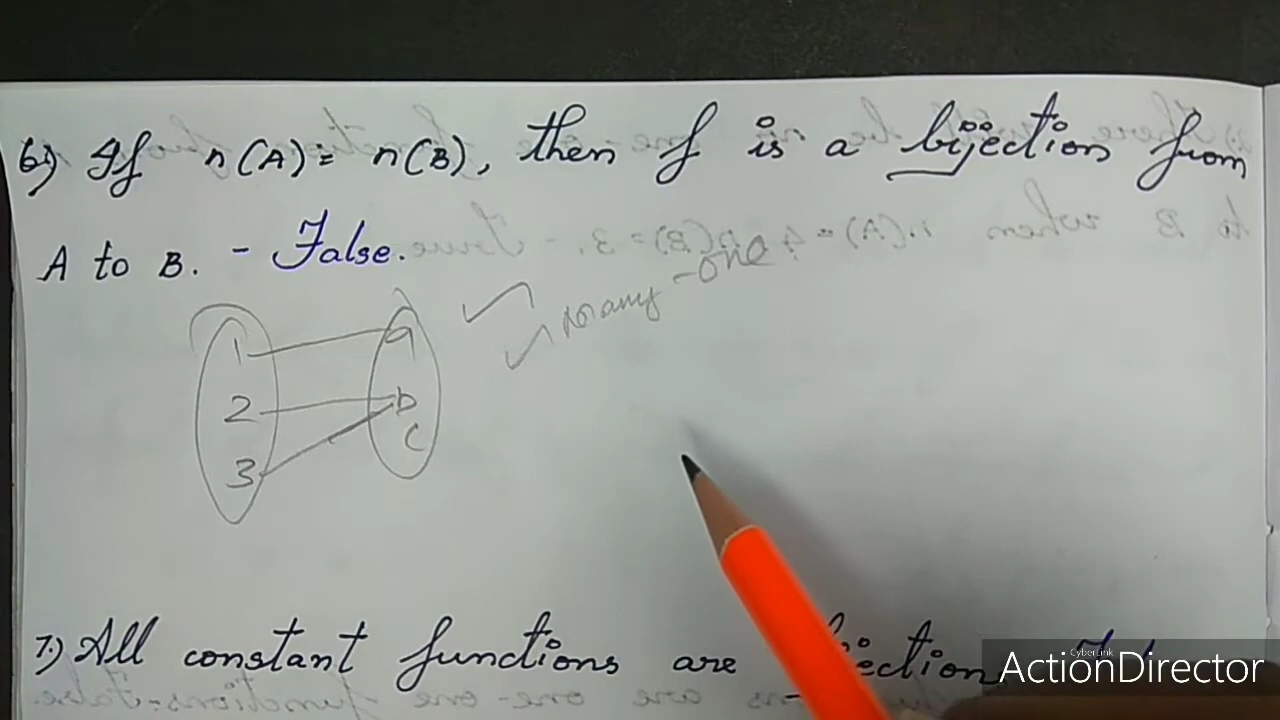 6) If n(A) = n(B), then f is a bijection from
A to B. - False.
many-one
1 a
2 b
c
3
7) All constant functions are
CyberLink
ActionDirector